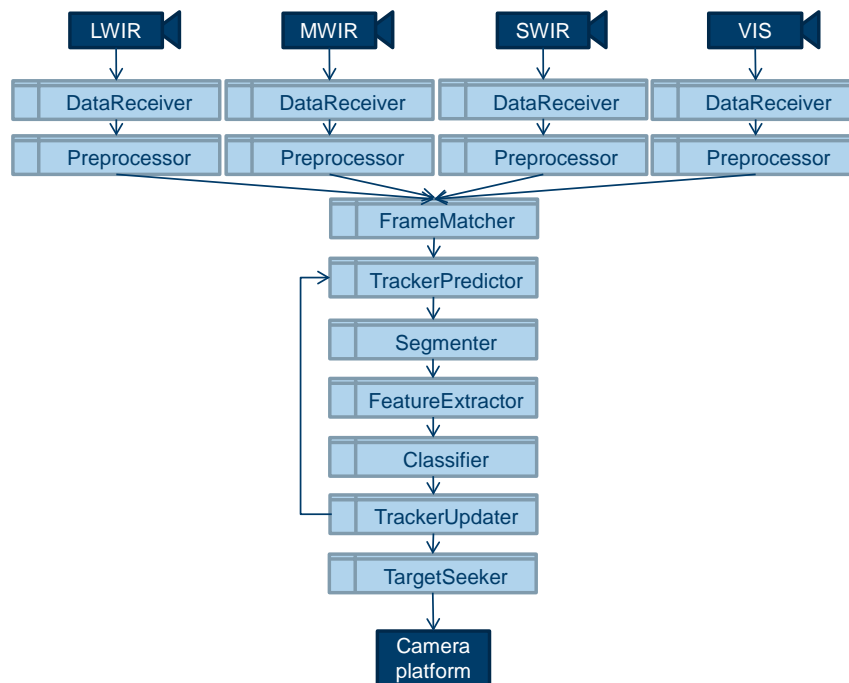 LWIR
MWIR
SWIR
VIS
DataReceiver
DataReceiver
DataReceiver
DataReceiver
Preprocessor
Preprocessor
Preprocessor
Preprocessor
FrameMatcher
TrackerPredictor
Segmenter
FeatureExtractor
Classifier
TrackerUpdater
TargetSeeker
Camera
platform